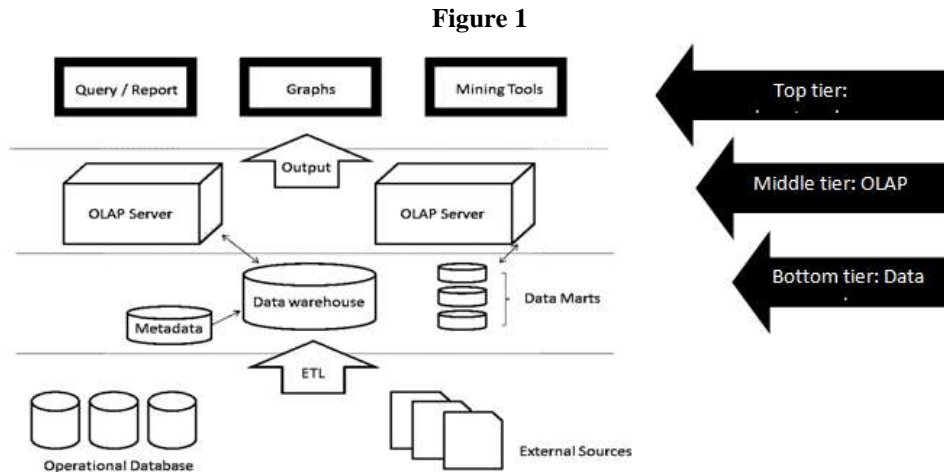 Figure 1
Query / Report
Graphs
Mining Tools
Top tier:
Output
OLAP Server
OLAP Server
Middle tier: OLAP
Data warehouse
Metadata
Data Marts
Bottom tier: Data
ETL
Operational Database
External Sources